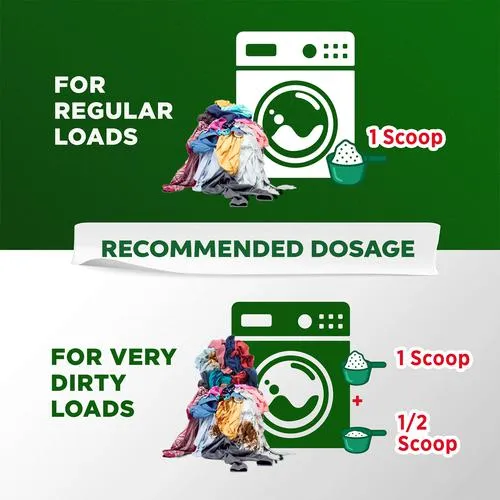 FOR
REGULAR
LOADS
1 Scoop
RECOMMENDED DOSAGE
FOR VERY
DIRTY
LOADS
1 Scoop
+
1/2
Scoop